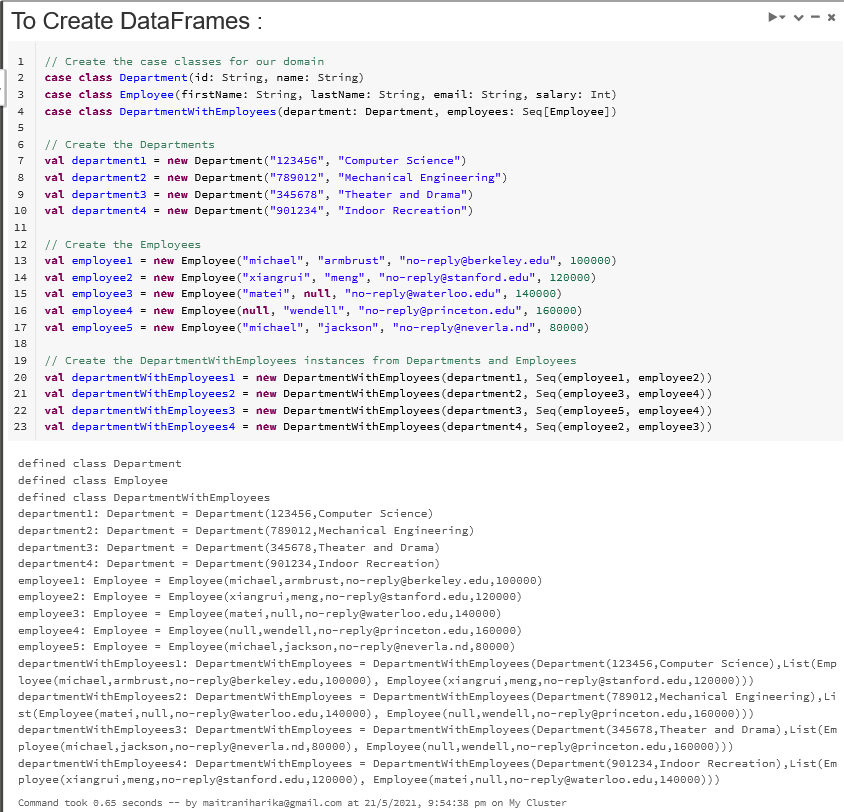 To Create DataFrames :
1 // Create the case classes for our domain
2 case class Department(id: String, name: String)
3 case class Employee(firstName: String, lastName: String, email: String, salary: Int)
4 case class DepartmentWithEmployees(department: Department, employees: Seq[Employee])
5
6 // Create the Departments
7 val department1 = new Department("123456", "Computer Science")
8 val department2 = new Department("789012", "Mechanical Engineering")
9 val department3 = new Department("345678", "Theater and Drama")
10 val department4 = new Department("901234", "Indoor Recreation")
11
12 // Create the Employees
13 val employee1 = new Employee("michael", "armbrust", "no-reply@berkeley.edu", 100000)
14 val employee2 = new Employee("xiangrui", "meng", "no-reply@stanford.edu", 120000)
15 val employee3 = new Employee("matei", null, "no-reply@waterloo.edu", 140000)
16 val employee4 = new Employee(null, "wendell", "no-reply@princeton.edu", 160000)
17 val employee5 = new Employee("michael", "jackson", "no-reply@neverla.nd", 80000)
18
19 // Create the DepartmentWithEmployees instances from Departments and Employees
20 val departmentWithEmployees1 = new DepartmentWithEmployees(department1, Seq(employee1, employee2))
21 val departmentWithEmployees2 = new DepartmentWithEmployees(department2, Seq(employee3, employee4))
22 val departmentWithEmployees3 = new DepartmentWithEmployees(department3, Seq(employee5, employee4))
23 val departmentWithEmployees4 = new DepartmentWithEmployees(department4, Seq(employee2, employee3))
defined class Department
defined class Employee
defined class DepartmentWithEmployees
department1: Department = Department(123456,Computer Science)
department2: Department = Department(789012,Mechanical Engineering)
department3: Department = Department(345678,Theater and Drama)
department4: Department = Department(901234,Indoor Recreation)
employee1: Employee = Employee(michael,armbrust,no-reply@berkeley.edu,100000)
employee2: Employee = Employee(xiangrui,meng,no-reply@stanford.edu,120000)
employee3: Employee = Employee(matei,null,no-reply@waterloo.edu,140000)
employee4: Employee = Employee(null,wendell,no-reply@princeton.edu,160000)
employee5: Employee = Employee(michael,jackson,no-reply@neverla.nd,80000)
departmentWithEmployees1: DepartmentWithEmployees = DepartmentWithEmployees(Department(123456,Computer Science),List(Emp
loyee(michael,armbrust,no-reply@berkeley.edu,100000), Employee(xiangrui,meng,no-reply@stanford.edu,120000)))
departmentWithEmployees2: DepartmentWithEmployees = DepartmentWithEmployees(Department(789012,Mechanical Engineering),Li
st(Employee(matei,null,no-reply@waterloo.edu,140000), Employee(null,wendell,no-reply@princeton.edu,160000)))
departmentWithEmployees3: DepartmentWithEmployees = DepartmentWithEmployees(Department(345678,Theater and Drama),List(Em
ployee(michael,jackson,no-reply@neverla.nd,80000), Employee(null,wendell,no-reply@princeton.edu,160000)))
departmentWithEmployees4: DepartmentWithEmployees = DepartmentWithEmployees(Department(901234,Indoor Recreation),List(Em
ployee(xiangrui,meng,no-reply@stanford.edu,120000), Employee(matei,null,no-reply@waterloo.edu,140000)))
Command took 0.65 seconds -- by maitraniharika@gmail.com at 21/5/2021, 9:54:38 pm on My Cluster